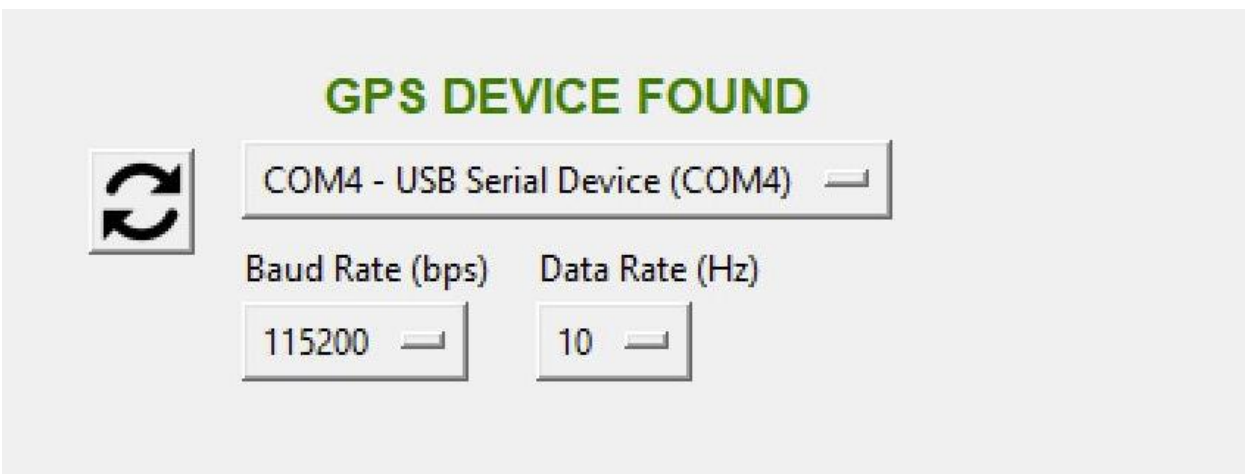 GPS DEVICE FOUND
COM4 - USB Serial Device (COM4)
Baud Rate (bps) Data Rate (Hz)
115200 10